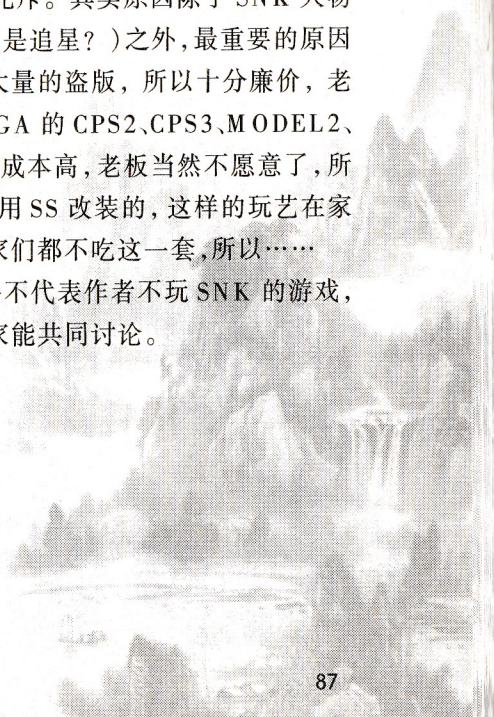 斥。其实原因除了 SNK 人物
是追星？)之外,最重要的原因
大量的盗版，所以十分廉价，老
GA 的 CPS2、CPS3、MODEL2、
成本高,老板当然不愿意了,所
用 SS 改装的，这样的玩艺在家
家们都不吃这一套,所以……
不代表作者不玩 SNK 的游戏，
家能共同讨论。
87